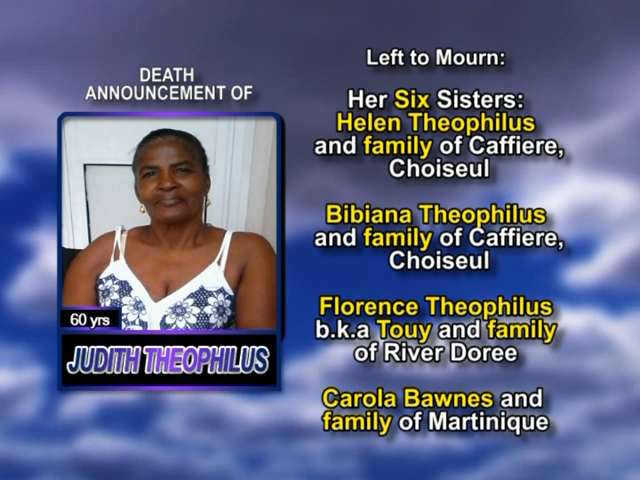 DEATH
ANNOUNCEMENT OF
60 yrs
JUDITH THEOPHILUS
Left to Mourn:
Her Six Sisters:
Helen Theophilus
and family of Caffiere,
Choiseul
Bibiana Theophilus
and family of Caffiere,
Choiseul
Florence Theophilus
b.k.a Touy and family
of River Doree
Carola Bawnes and
family of Martinique